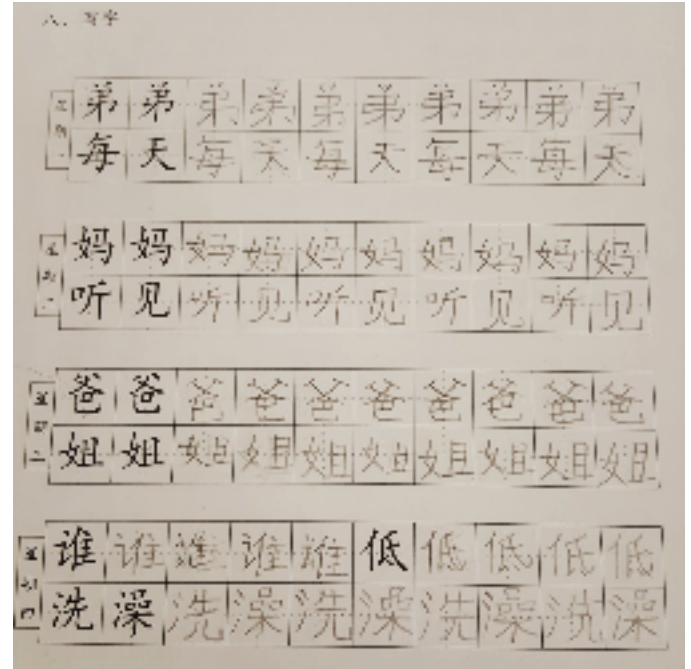 八、写字
弟弟弟弟弟弟弟弟弟弟
每天每天每天每天每天
妈妈妈妈妈妈妈妈妈妈
听见听见听见听见听见
爸爸爸爸爸爸爸爸爸爸
姐姐姐姐姐姐姐姐姐姐
谁谁谁谁谁低低低低低
洗澡洗澡洗澡洗澡洗澡